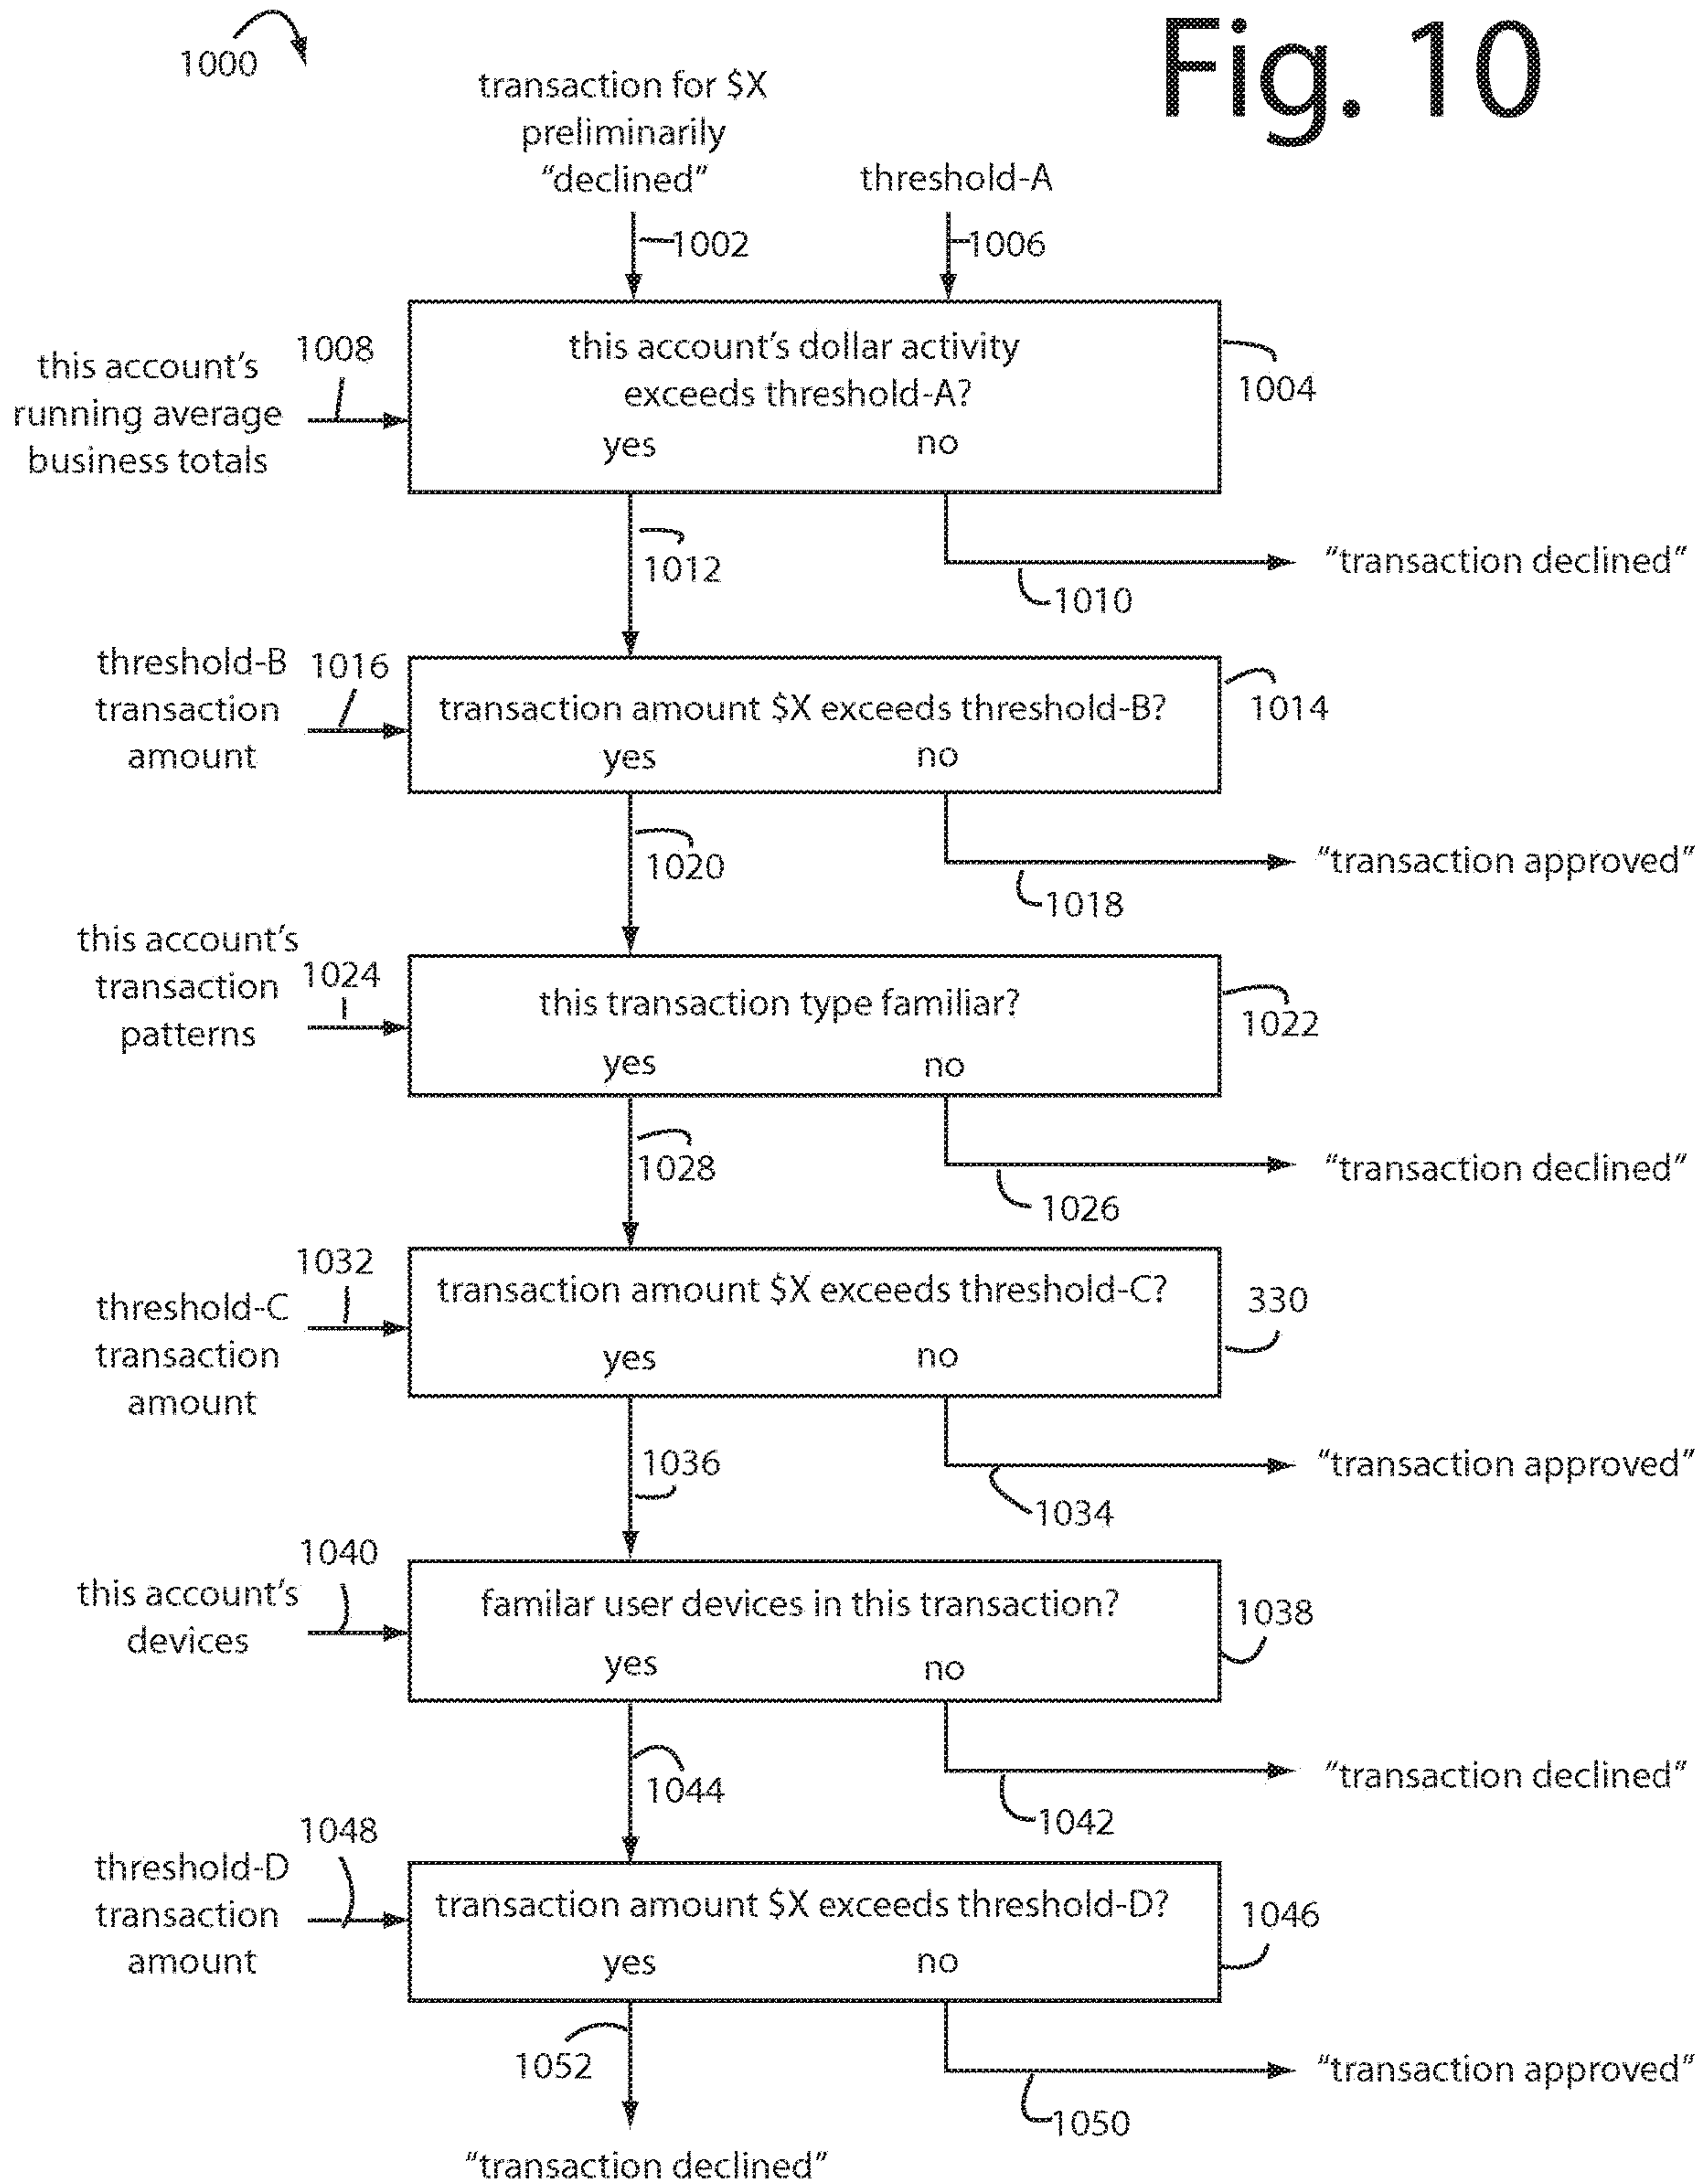 Fig. 10
1000
transaction for $X
preliminarily
“declined”
threshold-A
1002
1006
this account’s
running average
business totals
1008
this account’s dollar activity
exceeds threshold-A?
yes
no
1004
1012
1010
“transaction declined”
threshold-B
transaction
amount
1016
transaction amount $X exceeds threshold-B?
yes
no
1014
1020
1018
“transaction approved”
this account’s
transaction
patterns
1024
this transaction type familiar?
yes
no
1022
1028
1026
“transaction declined”
threshold-C
transaction
amount
1032
transaction amount $X exceeds threshold-C?
yes
no
330
1036
1034
“transaction approved”
this account’s
devices
1040
familar user devices in this transaction?
yes
no
1038
1044
1042
“transaction declined”
threshold-D
transaction
amount
1048
transaction amount $X exceeds threshold-D?
yes
no
1046
1052
1050
“transaction approved”
“transaction declined”